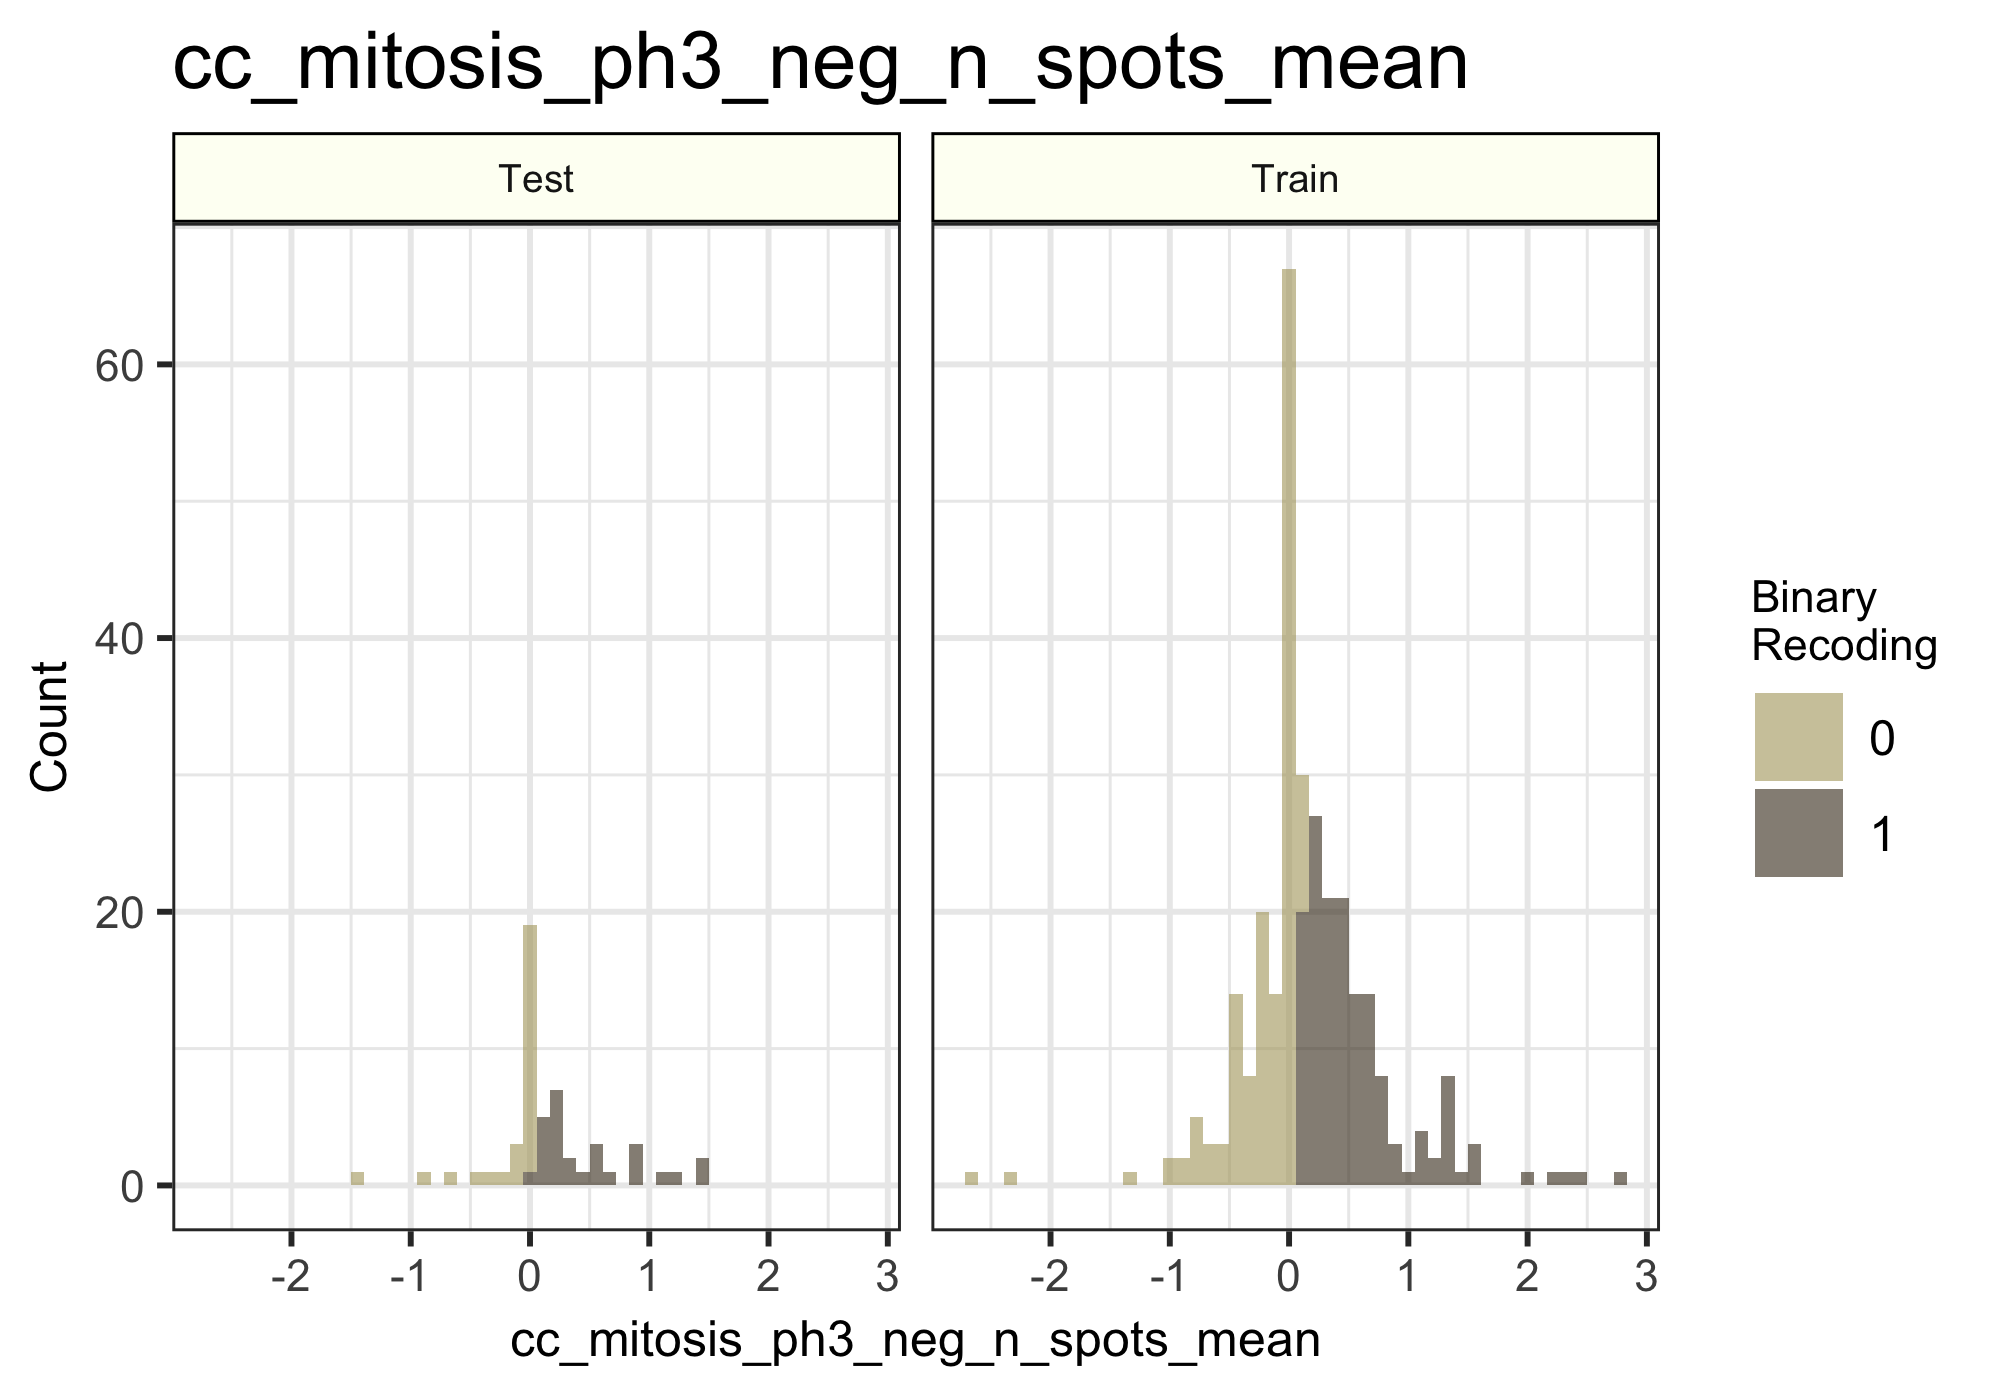 cc_mitosis_ph3_neg_n_spots_mean
Test
Train
60
40
20
0
Count
-2
-1
0
1
2
3
-2
-1
0
1
2
3
cc_mitosis_ph3_neg_n_spots_mean
Binary
Recoding
0
1